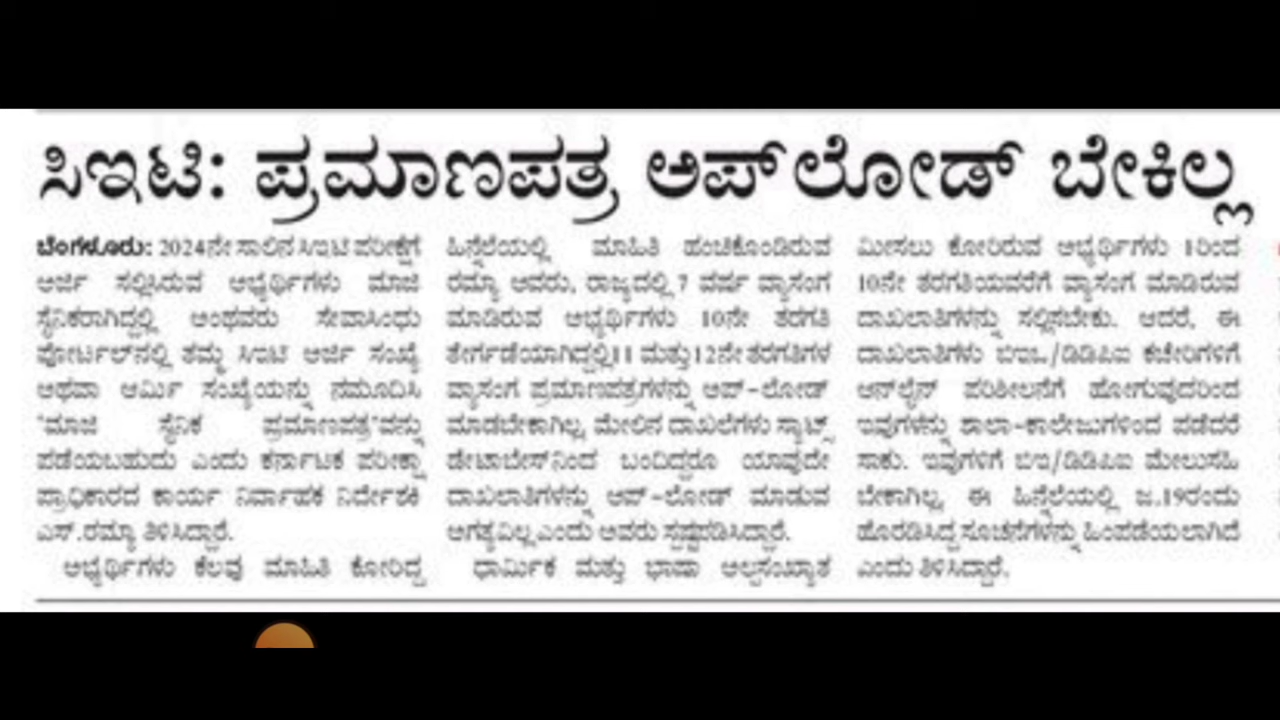 ಸಿಇಟಿ: ಪ್ರಮಾಣಪತ್ರ ಅಪ್‌ಲೋಡ್ ಬೇಕಿಲ್ಲ
ಬೆಂಗಳೂರು: 2024ನೇ ಸಾಲಿನ ಸಿಇಟಿ ಪರೀಕ್ಷೆಗೆ
ಅರ್ಜಿ ಸಲ್ಲಿಸಿರುವ ಅಭ್ಯರ್ಥಿಗಳು ಮಾಜಿ
ಸೈನಿಕರಾಗಿದ್ದಲ್ಲಿ ಅಂಥವರು ಸೇವಾಸಿಂಧು
ಪೋರ್ಟಲ್‌ನಲ್ಲಿ ತಮ್ಮ ಸಿಇಟಿ ಅರ್ಜಿ ಸಂಖ್ಯೆ
ಅಥವಾ ಆರ್ಮಿ ಸಂಖ್ಯೆಯನ್ನು ನಮೂದಿಸಿ
'ಮಾಜಿ ಸೈನಿಕ ಪ್ರಮಾಣಪತ್ರ'ವನ್ನು
ಪಡೆಯಬಹುದು ಎಂದು ಕರ್ನಾಟಕ ಪರೀಕ್ಷಾ
ಪ್ರಾಧಿಕಾರದ ಕಾರ್ಯ ನಿರ್ವಾಹಕ ನಿರ್ದೇಶಕಿ
ಎಸ್.ರಮ್ಯಾ ತಿಳಿಸಿದ್ದಾರೆ.
ಅಭ್ಯರ್ಥಿಗಳು ಕೆಲವು ಮಾಹಿತಿ ಕೋರಿದ್ದ
ಹಿನ್ನೆಲೆಯಲ್ಲಿ ಮಾಹಿತಿ ಹಂಚಿಕೊಂಡಿರುವ
ರಮ್ಯಾ ಅವರು, ರಾಜ್ಯದಲ್ಲಿ 7 ವರ್ಷ ವ್ಯಾಸಂಗ
ಮಾಡಿರುವ ಅಭ್ಯರ್ಥಿಗಳು 10ನೇ ತರಗತಿ
ತೇರ್ಗಡೆಯಾಗಿದ್ದಲ್ಲಿ 11 ಮತ್ತು 12ನೇ ತರಗತಿಗಳ
ವ್ಯಾಸಂಗ ಪ್ರಮಾಣಪತ್ರಗಳನ್ನು ಅಪ್-ಲೋಡ್
ಮಾಡಬೇಕಾಗಿಲ್ಲ. ಮೇಲಿನ ದಾಖಲೆಗಳು ಸ್ಯಾಟ್ಸ್
ಡೇಟಾಬೇಸ್‌ನಿಂದ ಬಂದಿದ್ದರೂ ಯಾವುದೇ
ದಾಖಲಾತಿಗಳನ್ನು ಅಪ್-ಲೋಡ್ ಮಾಡುವ
ಅಗತ್ಯವಿಲ್ಲ ಎಂದು ಅವರು ಸ್ಪಷ್ಟಪಡಿಸಿದ್ದಾರೆ.
ಧಾರ್ಮಿಕ ಮತ್ತು ಭಾಷಾ ಅಲ್ಪಸಂಖ್ಯಾತ
ಮೀಸಲು ಕೋರಿರುವ ಅಭ್ಯರ್ಥಿಗಳು 1ರಿಂದ
10ನೇ ತರಗತಿಯವರೆಗೆ ವ್ಯಾಸಂಗ ಮಾಡಿರುವ
ದಾಖಲಾತಿಗಳನ್ನು ಸಲ್ಲಿಸಬೇಕು. ಆದರೆ, ಈ
ದಾಖಲಾತಿಗಳು ಬಿಇಒ/ಡಿಡಿಪಿಐ ಕಚೇರಿಗಳಿಗೆ
ಆನ್‌ಲೈನ್ ಪರಿಶೀಲನೆಗೆ ಹೋಗುವುದರಿಂದ
ಇವುಗಳನ್ನು ಶಾಲಾ-ಕಾಲೇಜುಗಳಿಂದ ಪಡೆದರೆ
ಸಾಕು. ಇವುಗಳಿಗೆ ಬಿಇ/ಡಿಡಿಪಿಐ ಮೇಲುಸಹಿ
ಬೇಕಾಗಿಲ್ಲ. ಈ ಹಿನ್ನೆಲೆಯಲ್ಲಿ ಜ.19ರಂದು
ಹೊರಡಿಸಿದ್ದ ಸೂಚನೆಗಳನ್ನು ಹಿಂಪಡೆಯಲಾಗಿದೆ
ಎಂದು ತಿಳಿಸಿದ್ದಾರೆ.